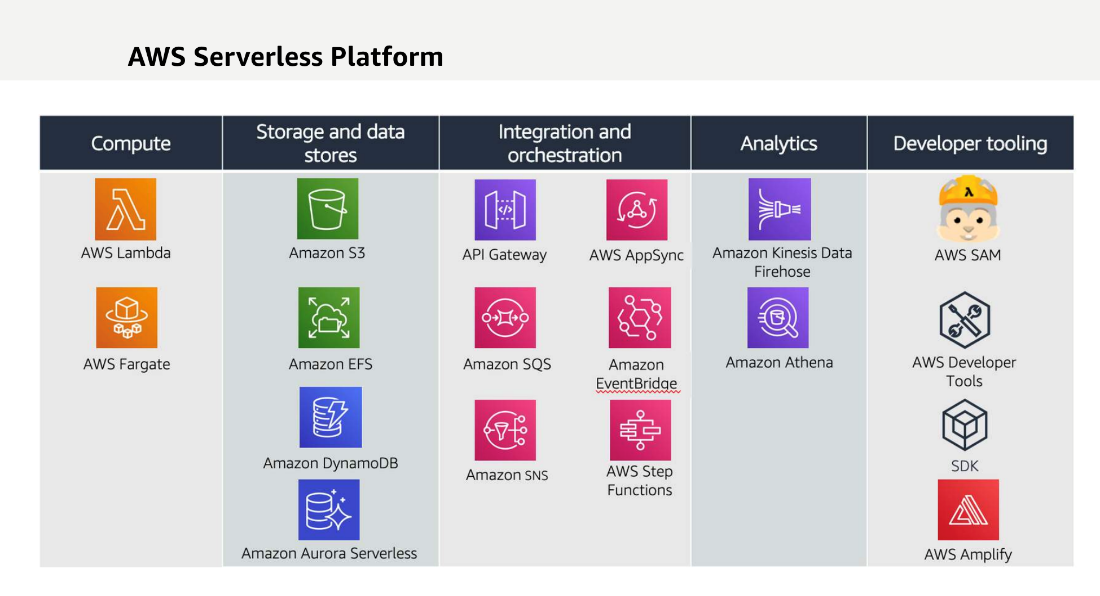 AWS Serverless Platform
Compute
Storage and data
stores
Integration and
orchestration
Analytics
Developer tooling
AWS Lambda
AWS Fargate
Amazon S3
Amazon EFS
Amazon DynamoDB
Amazon Aurora Serverless
API Gateway
AWS AppSync
Amazon SQS
Amazon
EventBridge
Amazon SNS
AWS Step
Functions
Amazon Kinesis Data
Firehose
Amazon Athena
λ
AWS SAM
AWS Developer
Tools
SDK
AWS Amplify